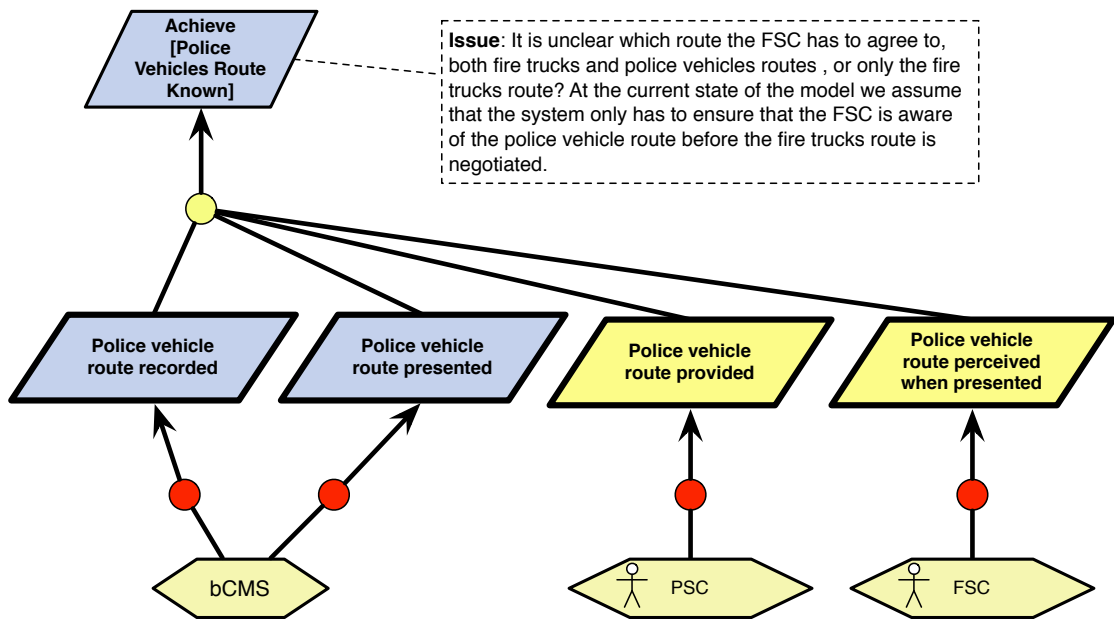 Achieve
[Police
Vehicles Route
Known]
Issue: It is unclear which route the FSC has to agree to,
both fire trucks and police vehicles routes , or only the fire
trucks route? At the current state of the model we assume
that the system only has to ensure that the FSC is aware
of the police vehicle route before the fire trucks route is
negotiated.
Police vehicle
route recorded
Police vehicle
route presented
Police vehicle
route provided
Police vehicle
route perceived
when presented
bCMS
PSC
FSC